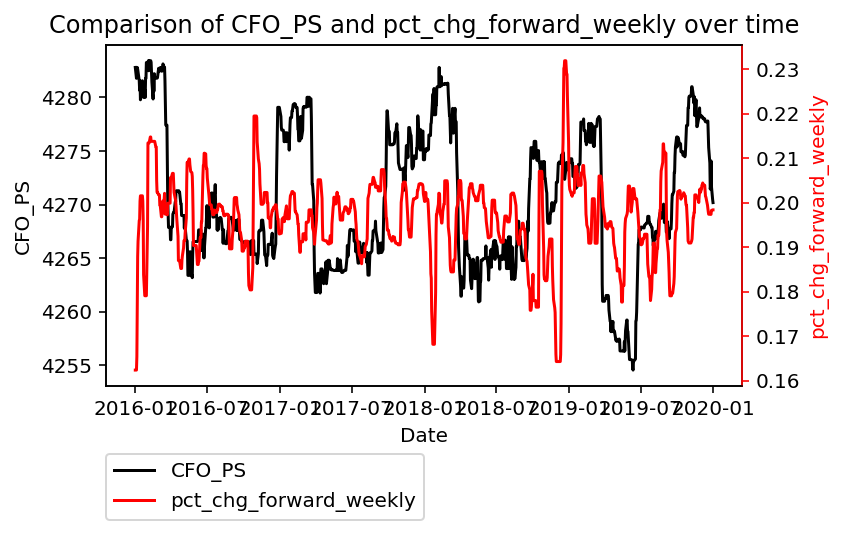 Comparison of CFO_PS and pct_chg_forward_weekly over time
CFO_PS
4280
4275
4270
4265
4260
4255
0.23
0.22
0.21
0.20
0.19
0.18
0.17
0.16
pct_chg_forward_weekly
2016-01 2016-07 2017-01 2017-07 2018-01 2018-07 2019-01 2019-07 2020-01
Date
CFO_PS
pct_chg_forward_weekly